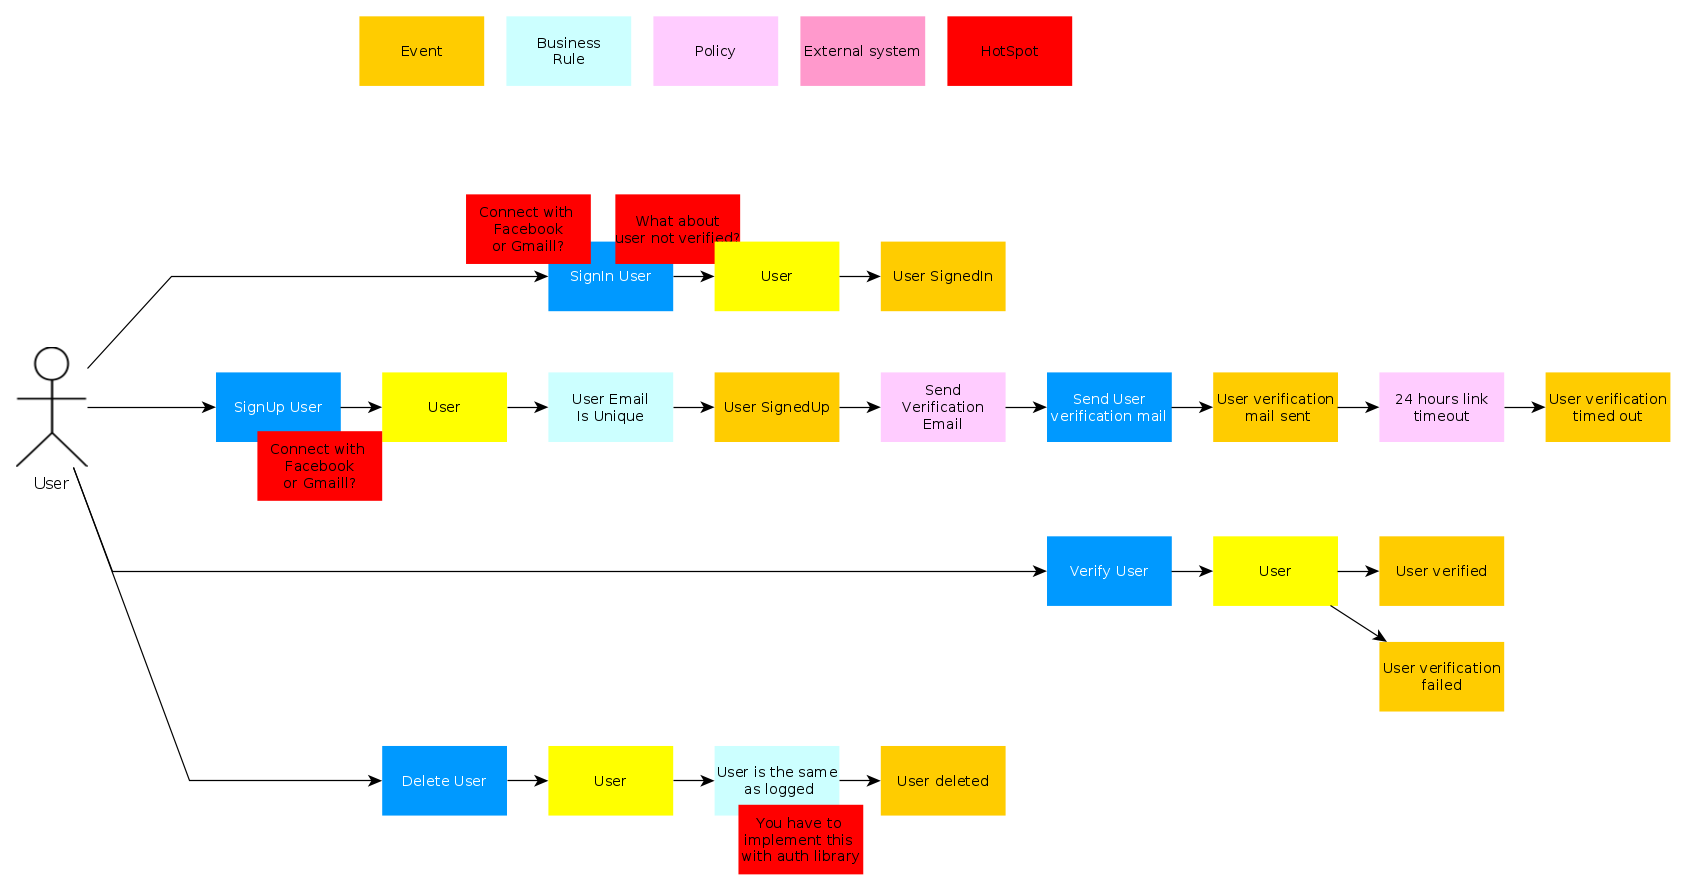 Event
Business
Rule
Policy
External system
HotSpot
Connect with
Facebook
or Gmaill?
What about
user not verified?
SignIn User
User
User SignedIn
User
SignUp User
Connect with
Facebook
or Gmaill?
User
User Email
Is Unique
User SignedUp
Send
Verification
Email
Send User
verification mail
User verification
mail sent
24 hours link
timeout
User verification
timed out
Verify User
User
User verified
User verification
failed
Delete User
User
User is the same
as logged
You have to
implement this
with auth library
User deleted